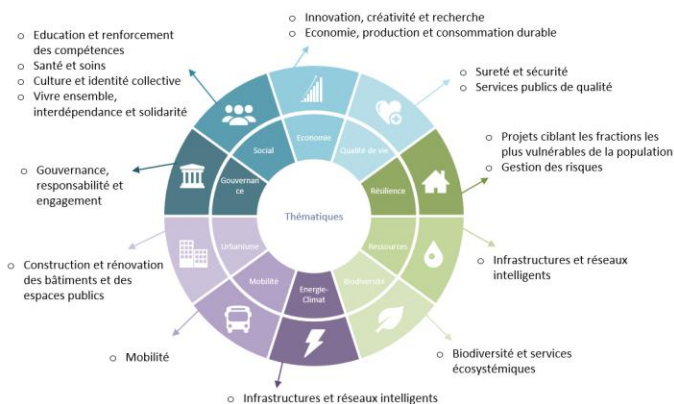 o Innovation, créativité et recherche
o Economie, production et consommation durable
o Education et renforcement
des compétences
o Santé et soins
o Culture et identité collective
o Vivre ensemble,
interdépendance et solidarité
o Sureté et sécurité
o Services publics de qualité
o Projets ciblant les fractions les
plus vulnérables de la population
o Gestion des risques
o Gouvernance,
responsabilité et
engagement
Economie
Social
Qualité de vie
Gouvernan
ce
Résilience
Thématiques
Urbanisme
Ressources
Mobilité
Biodiversité
Energie-
Climat
o Construction et rénovation
des bâtiments et des
espaces publics
o Infrastructures et réseaux
intelligents
o Mobilité
o Biodiversité et services
écosystémiques
o Infrastructures et réseaux intelligents